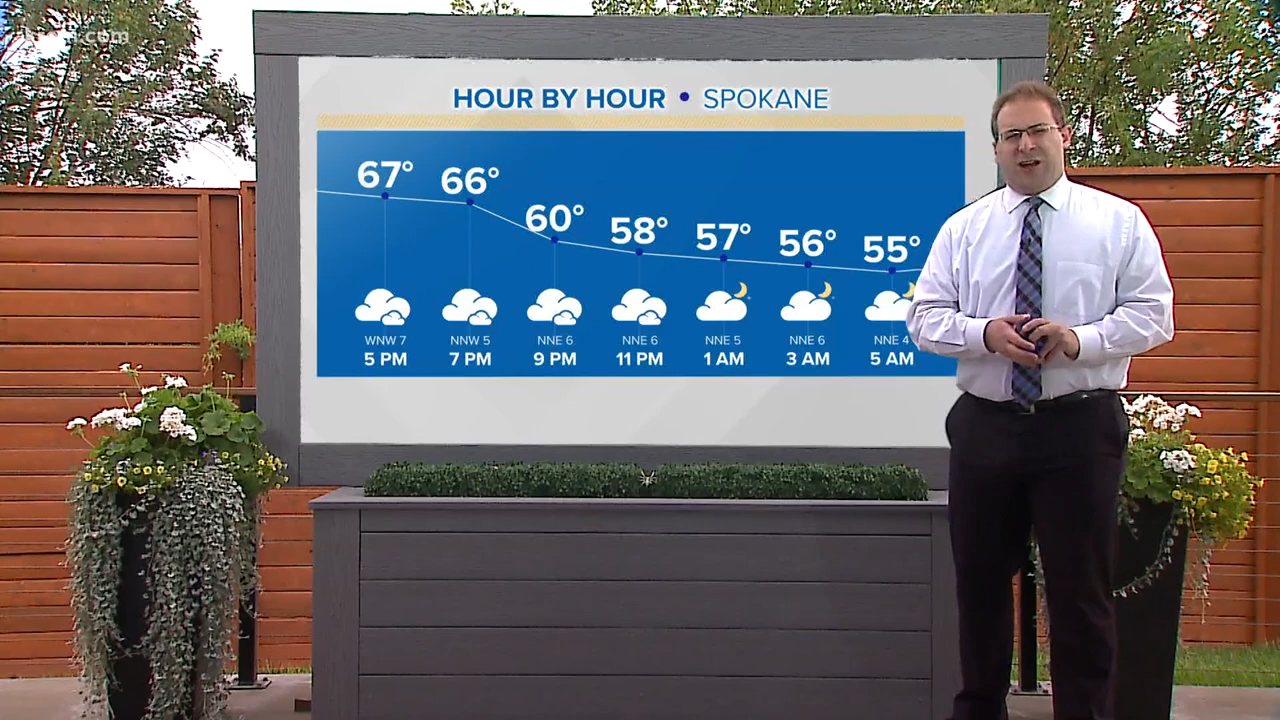 HOUR BY HOUR • SPOKANE
67° 66° 60° 58° 57° 56° 55°
WNW 7 NNW 5 NNE 6 NNE 6 NNE 5 NNE 6 NNE 4
5 PM 7 PM 9 PM 11 PM 1 AM 3 AM 5 AM